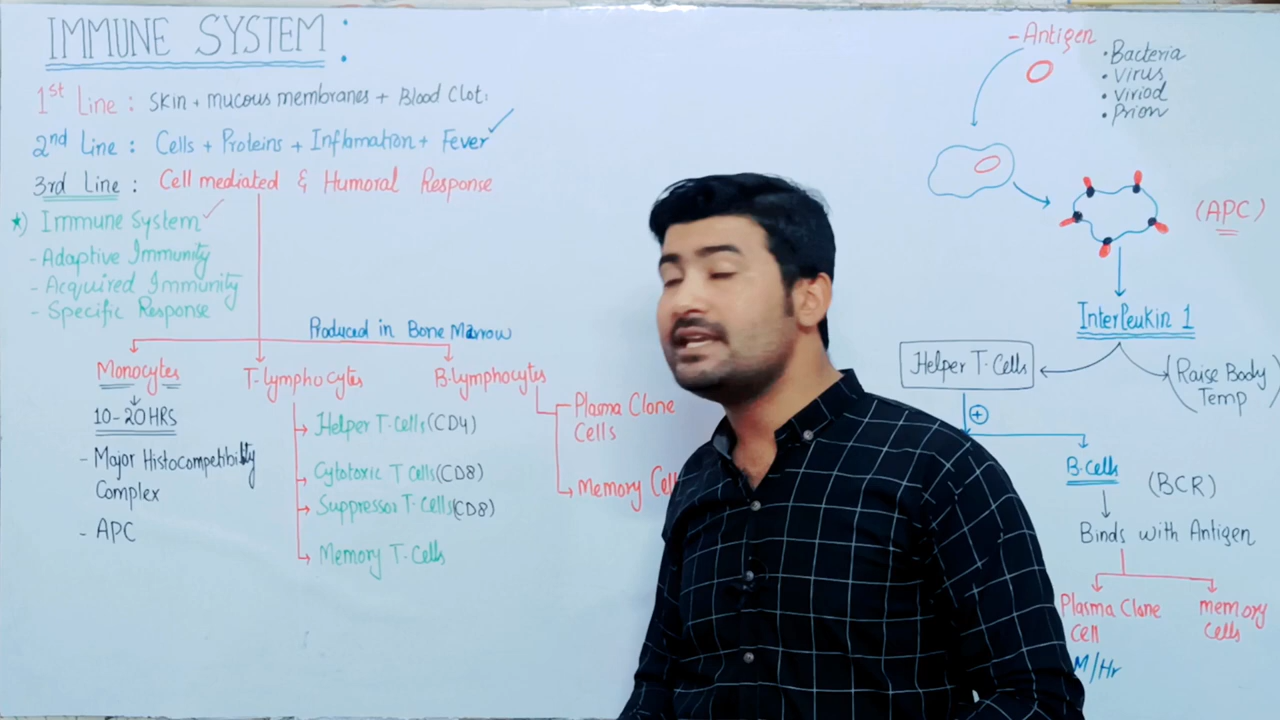 IMMUNE SYSTEM :
1st Line : Skin + mucous membranes + Blood Clot:
2nd Line : Cells + Proteins + Inflamation + Fever ✓
3rd Line : Cell mediated & Humoral Response
*) Immune System ✓
- Adaptive Immunity
- Acquired Immunity
- Specific Response
Produced in Bone Marrow
Monocytes
10-20 HRS
- Major Histocompetibility
Complex
- APC
T-lymphocytes
Helper T-Cells (CD4)
Cytotoxic T Cells (CD8)
Suppressor T-Cells (CD8)
Memory T-Cells
B-Lymphocytes
Plasma Clone
Cells
Memory Cell
- Antigen
• Bacteria
• Virus
• Viriod
• Prion
(APC)
Interleukin 1
Helper T-Cells
(Raise Body
Temp)
+
B-Cells
(BCR)
Binds with Antigen
Plasma Clone
Cell
memory
Cells
M/Hr